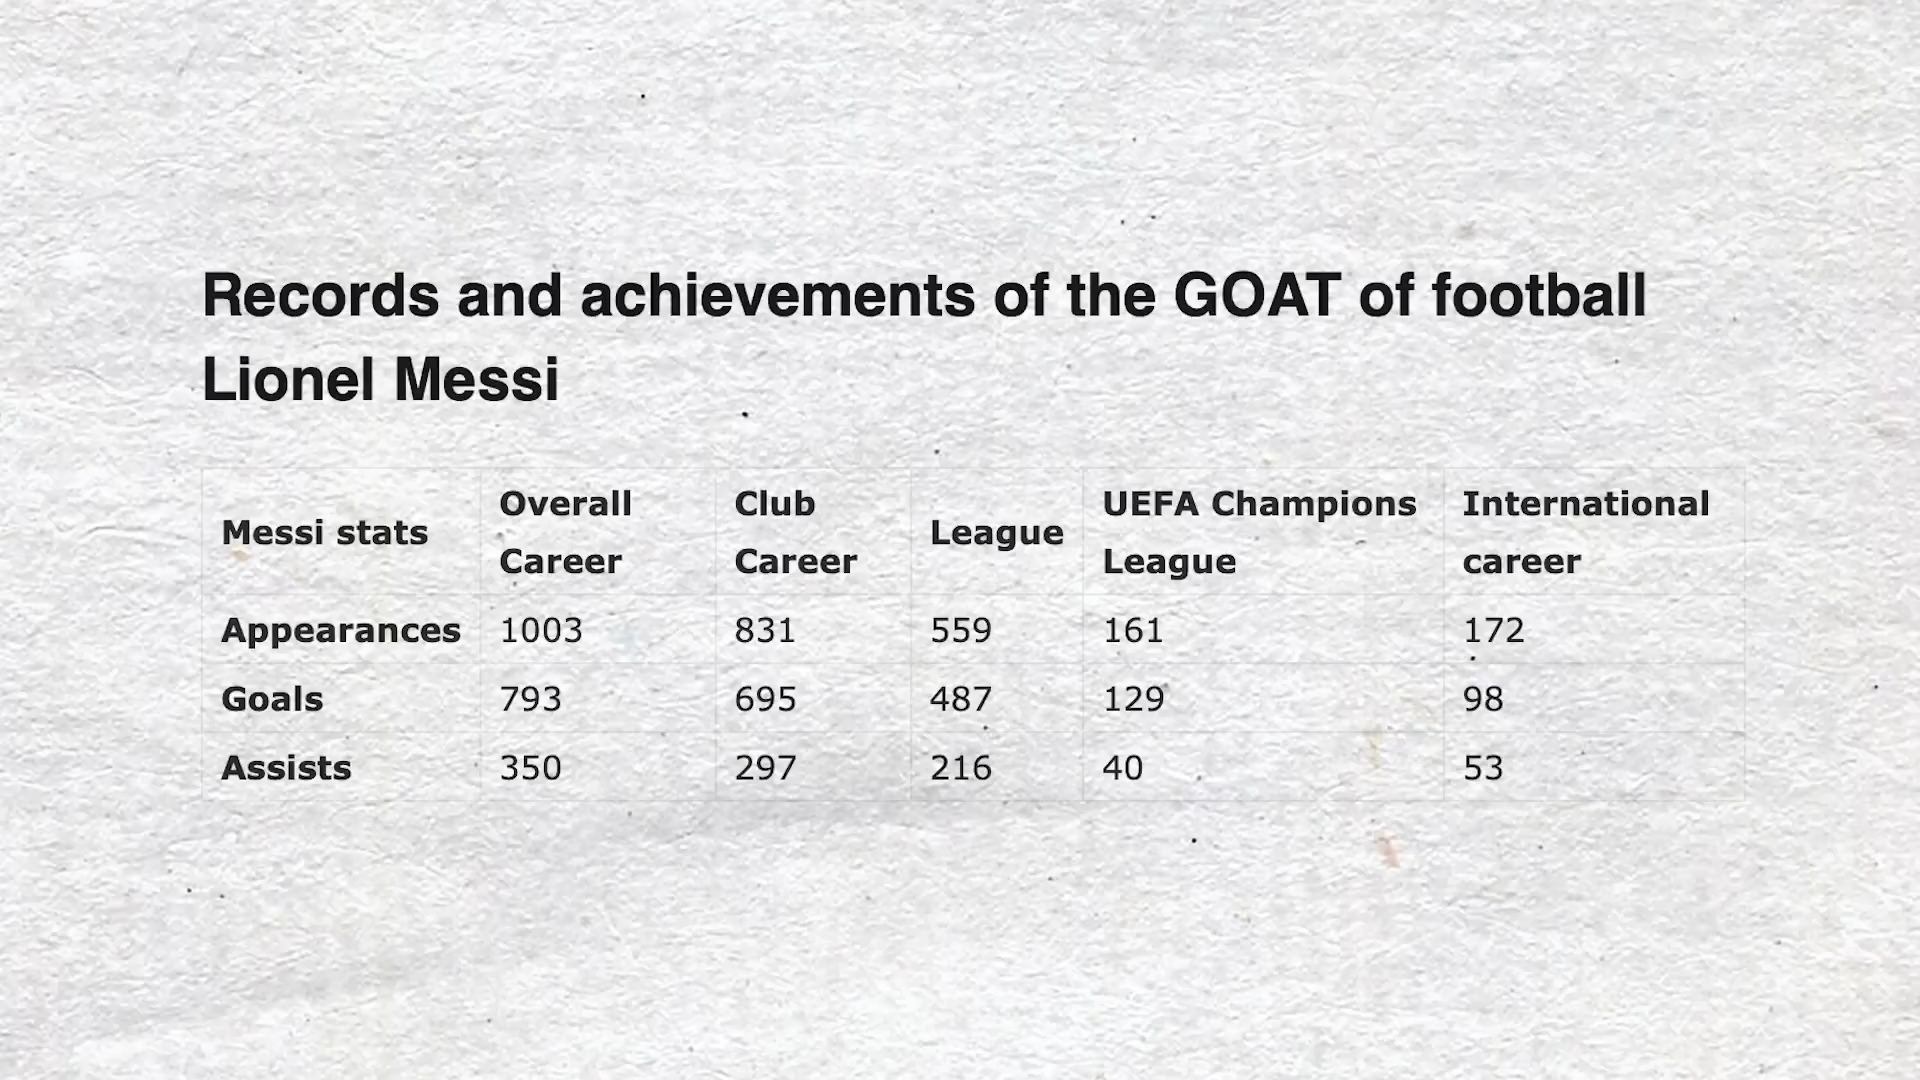 Records and achievements of the GOAT of football
Lionel Messi
Messi stats Overall Career Club Career League UEFA Champions League International career
Appearances 1003 831 559 161 172
Goals 793 695 487 129 98
Assists 350 297 216 40 53